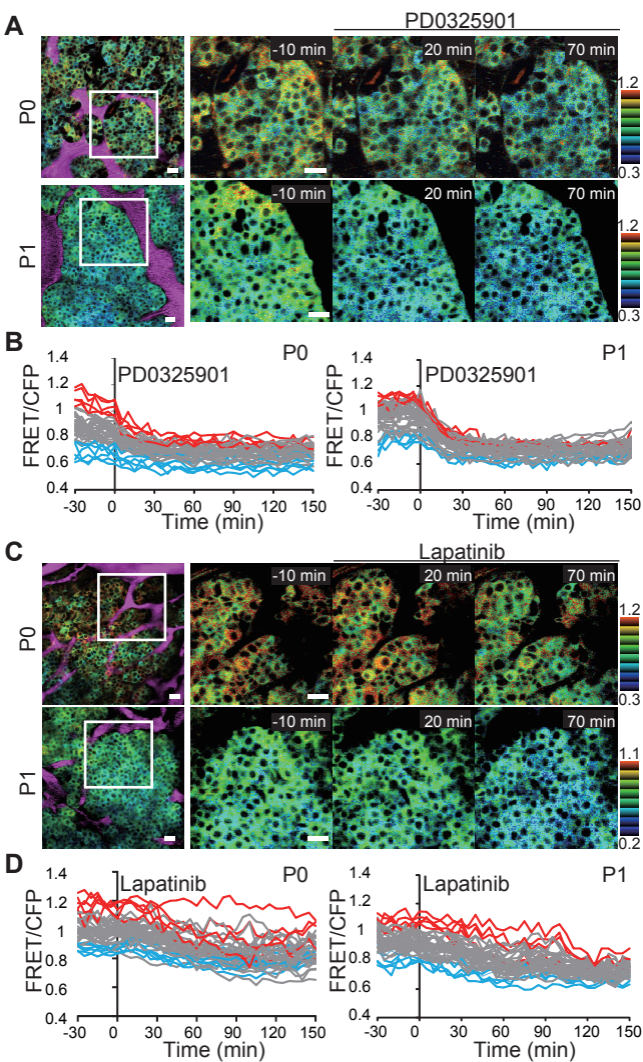 A
PD0325901
P0
-10 min
20 min
70 min
1.2
0.3
P1
-10 min
20 min
70 min
1.2
0.3
B
FRET/CFP
1.4
1.2
1
0.8
0.6
0.4
PD0325901
P0
-30 0 30 60 90 120 150
Time (min)
FRET/CFP
1.4
1.2
1
0.8
0.6
0.4
PD0325901
P1
-30 0 30 60 90 120 150
Time (min)
C
Lapatinib
P0
-10 min
20 min
70 min
1.2
0.3
P1
-10 min
20 min
70 min
1.1
0.2
D
FRET/CFP
1.4
1.2
1
0.8
0.6
0.4
Lapatinib
P0
-30 0 30 60 90 120 150
Time (min)
FRET/CFP
1.4
1.2
1
0.8
0.6
0.4
Lapatinib
P1
-30 0 30 60 90 120 150
Time (min)